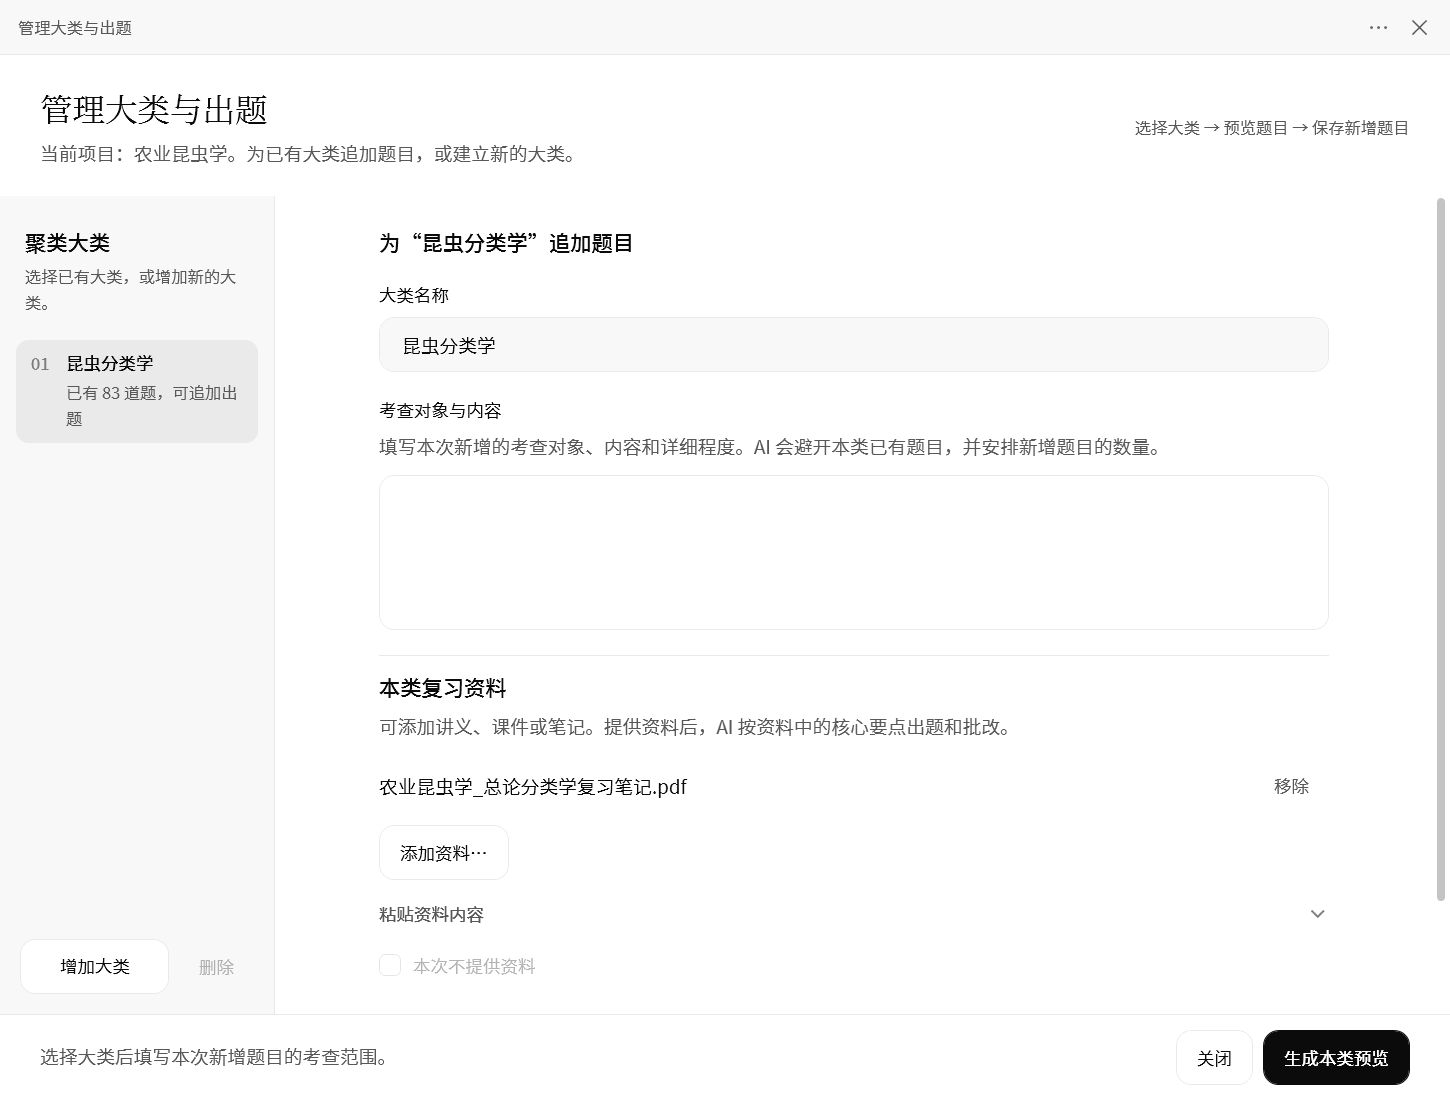 管理大类与出题
管理大类与出题
当前项目：农业昆虫学。为已有大类追加题目，或建立新的大类。
选择大类 → 预览题目 → 保存新增题目
聚类大类
选择已有大类，或增加新的大
类。
01 昆虫分类学
已有 83 道题，可追加出
题
增加大类 删除
为“昆虫分类学”追加题目
大类名称
昆虫分类学
考查对象与内容
填写本次新增的考查对象、内容和详细程度。AI 会避开本类已有题目，并安排新增题目的数量。
本类复习资料
可添加讲义、课件或笔记。提供资料后，AI 按资料中的核心要点出题和批改。
农业昆虫学_总论分类学复习笔记.pdf 移除
添加资料…
粘贴资料内容
本次不提供资料
选择大类后填写本次新增题目的考查范围。
关闭 生成本类预览